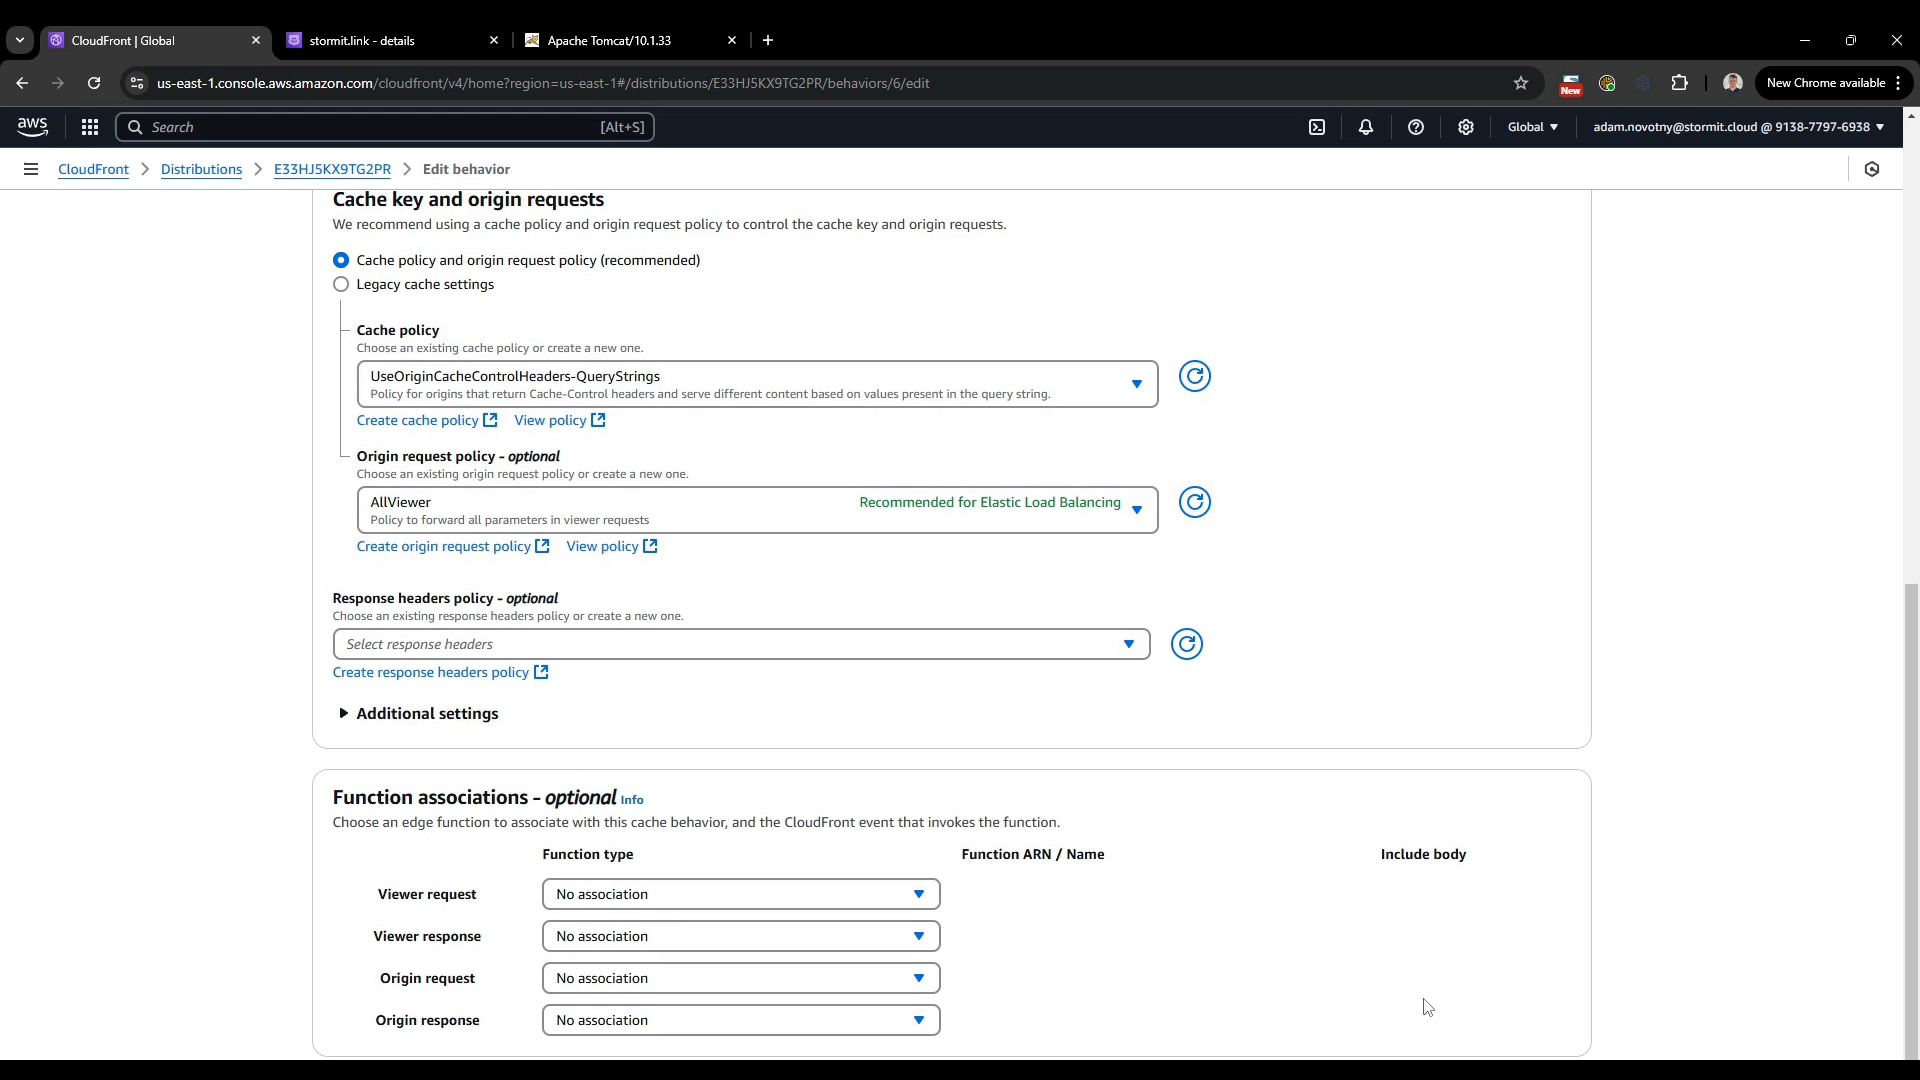 CloudFront | Global
stormit.link - details
Apache Tomcat/10.1.33
us-east-1.console.aws.amazon.com/cloudfront/v4/home?region=us-east-1#/distributions/E33HJ5KX9TG2PR/behaviors/6/edit
New
New Chrome available
aws
Search
[Alt+S]
Global
adam.novotny@stormit.cloud @ 9138-7797-6938
CloudFront
Distributions
E33HJ5KX9TG2PR
Edit behavior
Cache key and origin requests
We recommend using a cache policy and origin request policy to control the cache key and origin requests.
Cache policy and origin request policy (recommended)
Legacy cache settings
Cache policy
Choose an existing cache policy or create a new one.
UseOriginCacheControlHeaders-QueryStrings
Policy for origins that return Cache-Control headers and serve different content based on values present in the query string.
Create cache policy View policy
Origin request policy - optional
Choose an existing origin request policy or create a new one.
AllViewer Recommended for Elastic Load Balancing
Policy to forward all parameters in viewer requests
Create origin request policy View policy
Response headers policy - optional
Choose an existing response headers policy or create a new one.
Select response headers
Create response headers policy
Additional settings
Function associations - optional Info
Choose an edge function to associate with this cache behavior, and the CloudFront event that invokes the function.
Function type Function ARN / Name Include body
Viewer request No association
Viewer response No association
Origin request No association
Origin response No association